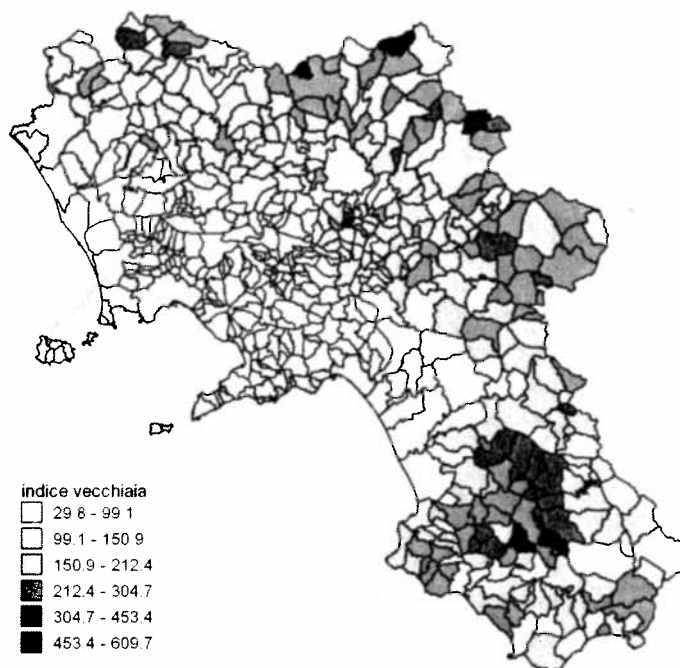 indice vecchiaia
29.8 - 99.1
99.1 - 150.9
150.9 - 212.4
212.4 - 304.7
304.7 - 453.4
453.4 - 609.7